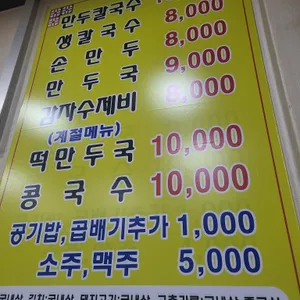 만두칼국수
생칼국수 8,000
손만두 8,000
만두국 9,000
감자수제비 8,000
(계절메뉴)
떡만두국 10,000
콩국수 10,000
공기밥,곱배기추가 1,000
소주,맥주 5,000